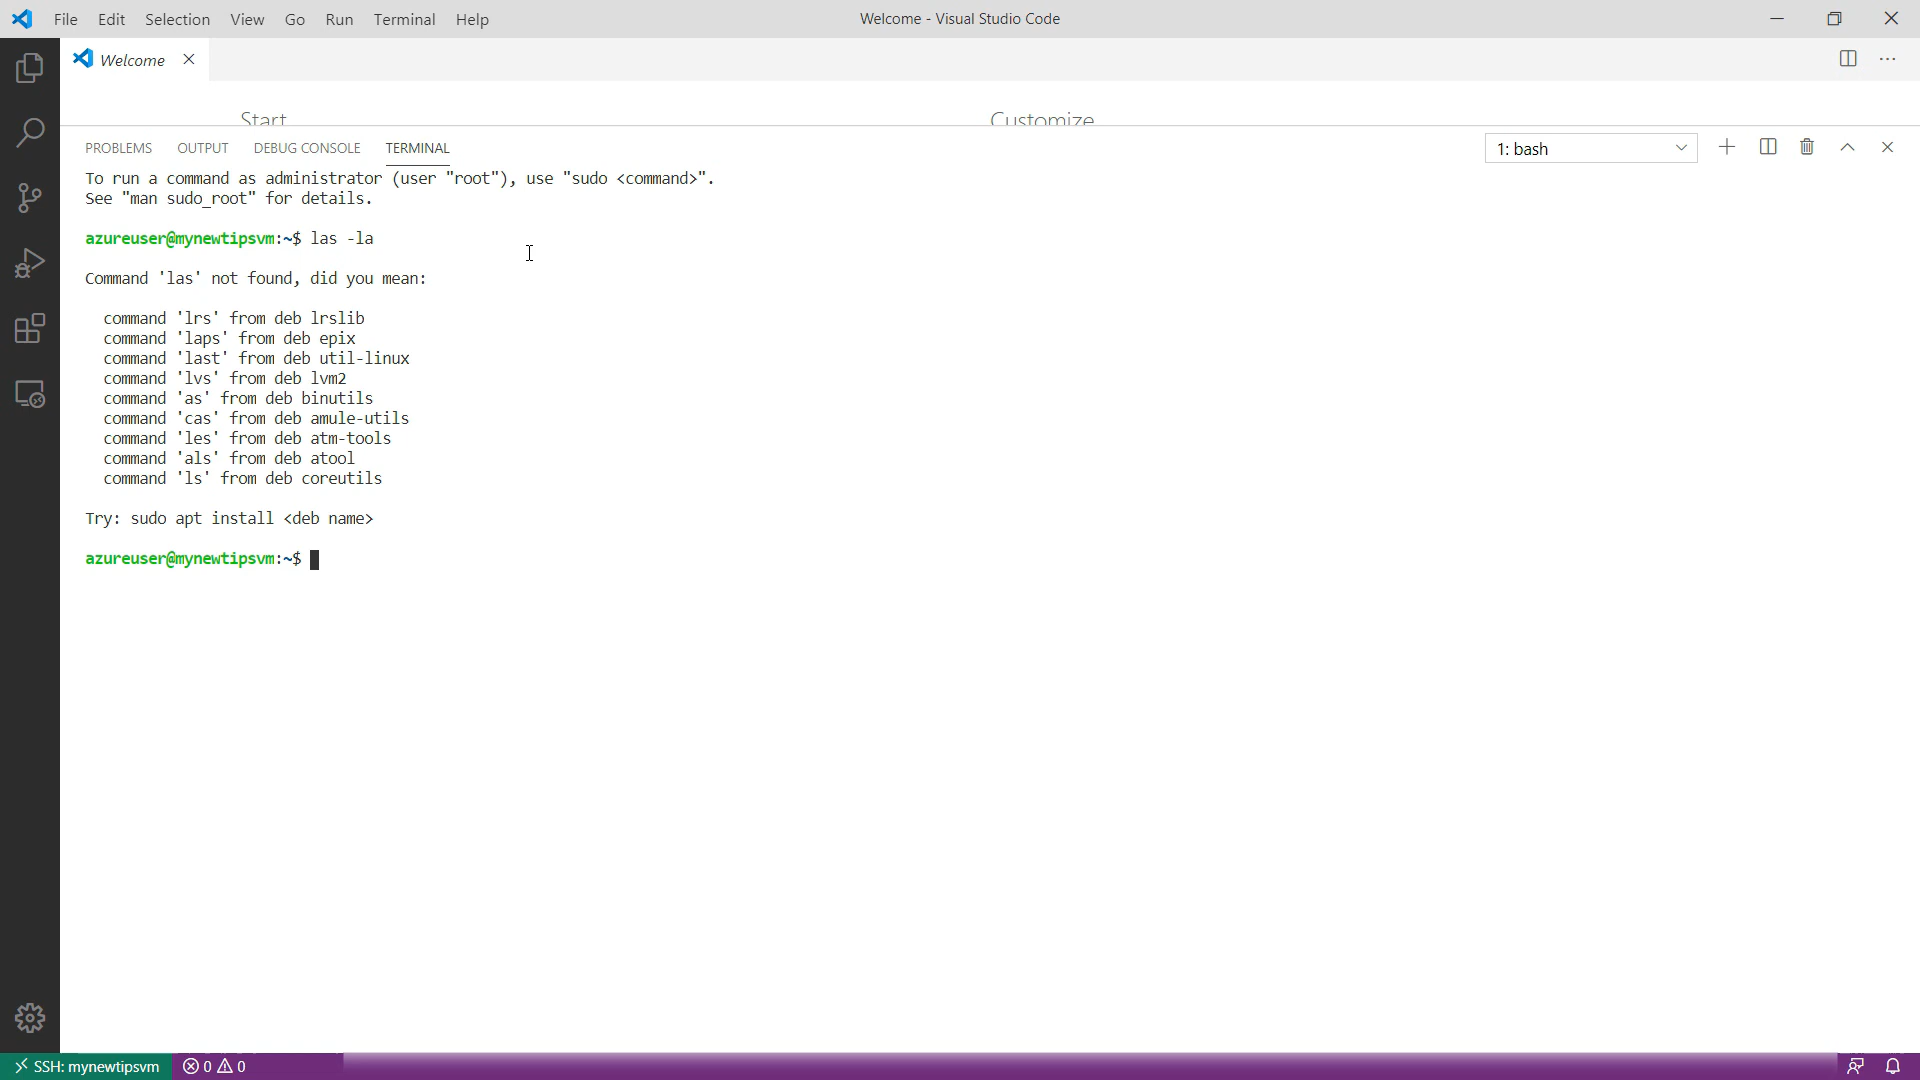 File Edit Selection View Go Run Terminal Help
Welcome - Visual Studio Code
Welcome
Start
Customize
PROBLEMS OUTPUT DEBUG CONSOLE TERMINAL
1: bash
To run a command as administrator (user "root"), use "sudo <command>".
See "man sudo_root" for details.
azureuser@mynewtipsvm:~$ las -la
Command 'las' not found, did you mean:
command 'lrs' from deb lrslib
command 'laps' from deb epix
command 'last' from deb util-linux
command 'lvs' from deb lvm2
command 'as' from deb binutils
command 'cas' from deb amule-utils
command 'les' from deb atm-tools
command 'als' from deb atool
command 'ls' from deb coreutils
Try: sudo apt install <deb name>
azureuser@mynewtipsvm:~$
SSH: mynewtipsvm 0 0